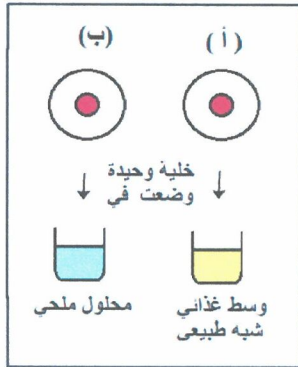 ( أ )
(ب)
خلية وحيدة
وضعت في
وسط غذائي
شبه طبيعي
محلول ملحي